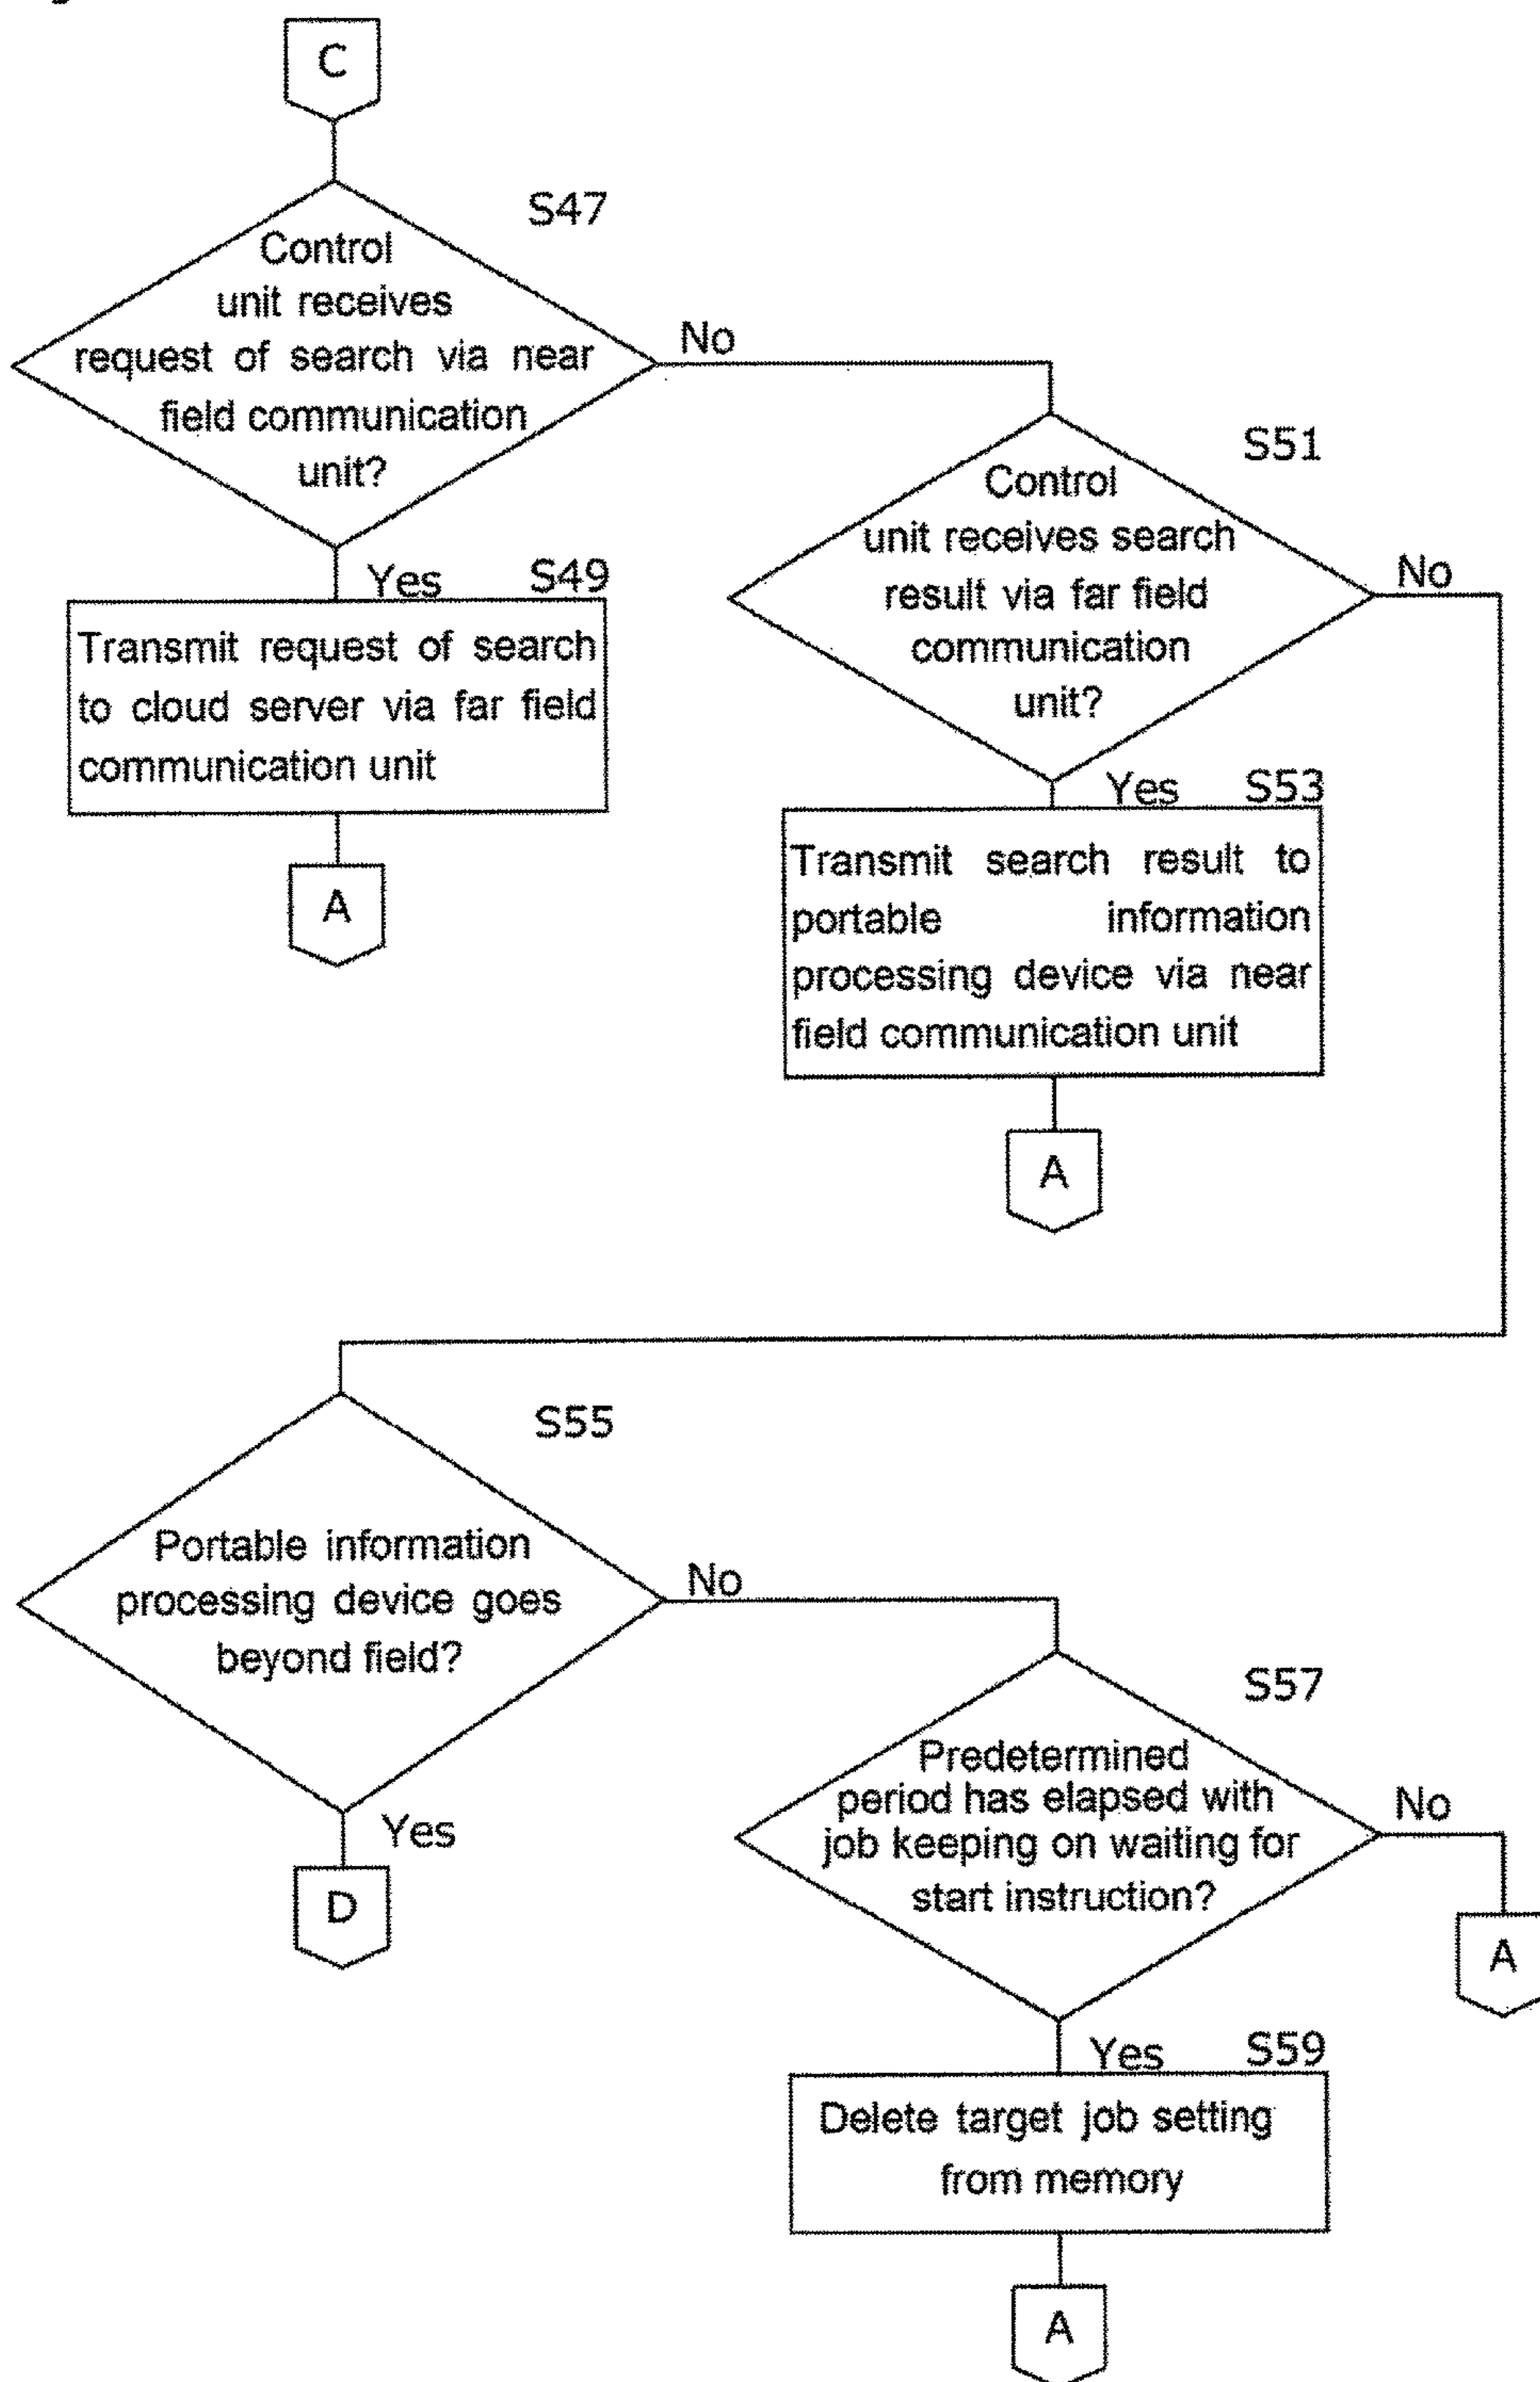 C
S47
Control
unit receives
request of search via near
field communication
unit?
No
Yes
S49
Transmit request of search
to cloud server via far field
communication unit
A
S51
Control
unit receives search
result via far field
communication
unit?
No
Yes
S53
Transmit search result to
portable information
processing device via near
field communication unit
A
S55
Portable information
processing device goes
beyond field?
No
Yes
D
S57
Predetermined
period has elapsed with
job keeping on waiting for
start instruction?
No
A
Yes
S59
Delete target job setting
from memory
A